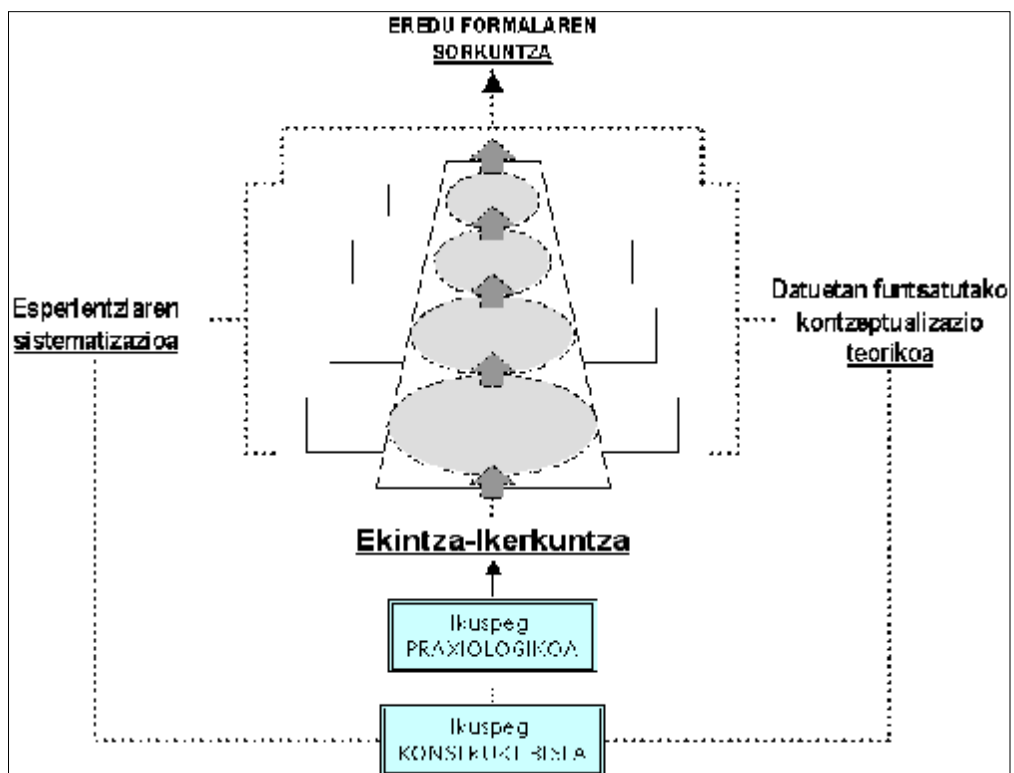 EREDU FORMALAREN
SORKUNTZA
Esperientziaren
sistematizazioa
Datuetan funtsatutako
kontzeptualizazio
teorikoa
Ekintza-Ikerkuntza
Ikuspeg
PRAXIOLOGIKOA
Ikuspeg